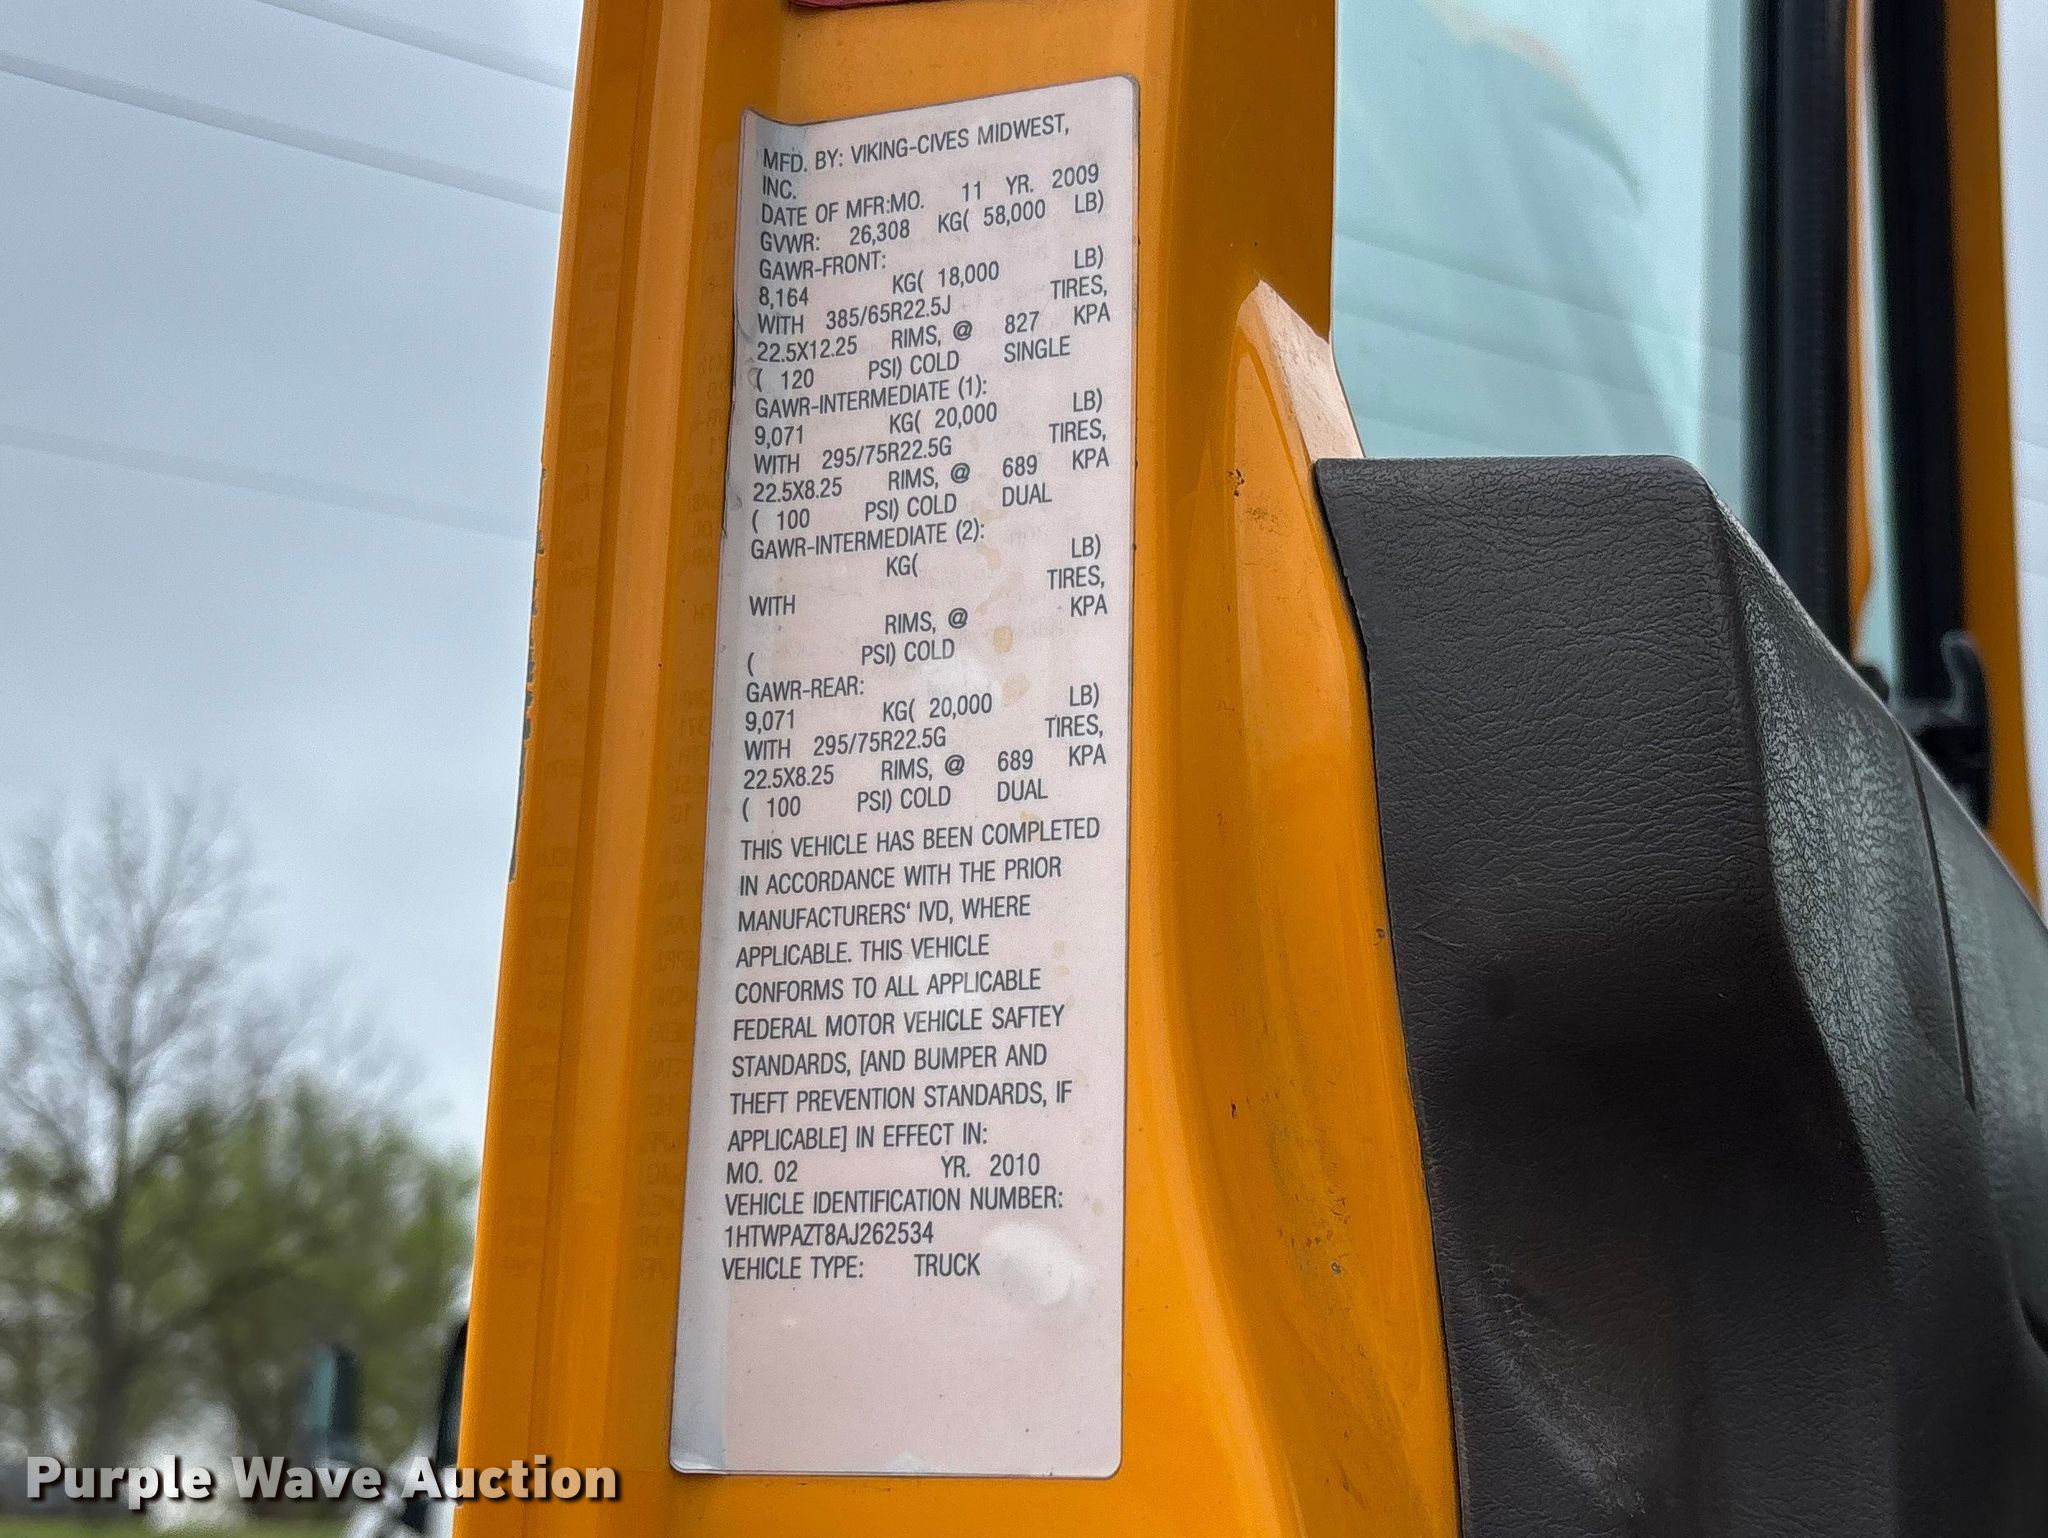 MFD. BY: VIKING-CIVES MIDWEST,
INC.
DATE OF MFR:MO. 11 YR. 2009
GVWR: 26,308 KG( 58,000 LB)
GAWR-FRONT:
8,164 KG( 18,000 LB)
WITH 385/65R22.5J TIRES,
22.5X12.25 RIMS, @ 827 KPA
( 120 PSI) COLD SINGLE
GAWR-INTERMEDIATE (1):
9,071 KG( 20,000 LB)
WITH 295/75R22.5G TIRES,
22.5X8.25 RIMS, @ 689 KPA
( 100 PSI) COLD DUAL
GAWR-INTERMEDIATE (2):
KG( LB)
WITH TIRES,
RIMS, @ KPA
( PSI) COLD
GAWR-REAR:
9,071 KG( 20,000 LB)
WITH 295/75R22.5G TIRES,
22.5X8.25 RIMS, @ 689 KPA
( 100 PSI) COLD DUAL
THIS VEHICLE HAS BEEN COMPLETED
IN ACCORDANCE WITH THE PRIOR
MANUFACTURERS' IVD, WHERE
APPLICABLE. THIS VEHICLE
CONFORMS TO ALL APPLICABLE
FEDERAL MOTOR VEHICLE SAFTEY
STANDARDS, [AND BUMPER AND
THEFT PREVENTION STANDARDS, IF
APPLICABLE] IN EFFECT IN:
MO. 02 YR. 2010
VEHICLE IDENTIFICATION NUMBER:
1HTWPAZT8AJ262534
VEHICLE TYPE: TRUCK
Purple Wave Auction